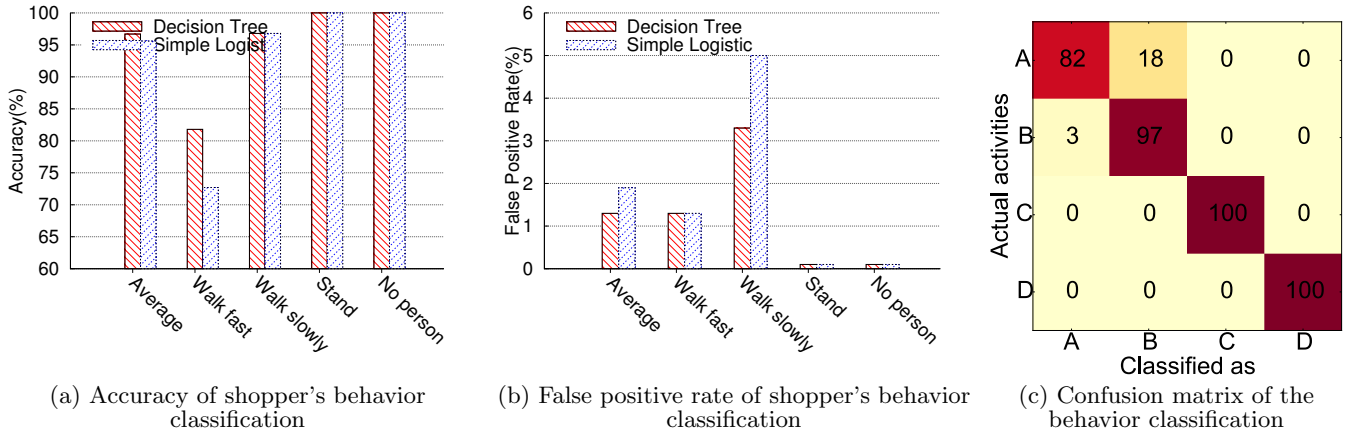 Accuracy(%)
100
95
90
85
80
75
70
65
60
Decision Tree
Simple Logist
Average
Walk fast
Walk slowly
Stand
No person
(a) Accuracy of shopper's behavior
classification
False Positive Rate(%)
6
5
4
3
2
1
0
Decision Tree
Simple Logistic
Average
Walk fast
Walk slowly
Stand
No person
(b) False positive rate of shopper's behavior
classification
Actual activities
A 82 18 0 0
B 3 97 0 0
C 0 0 100 0
D 0 0 0 100
A B C D
Classified as
(c) Confusion matrix of the
behavior classification